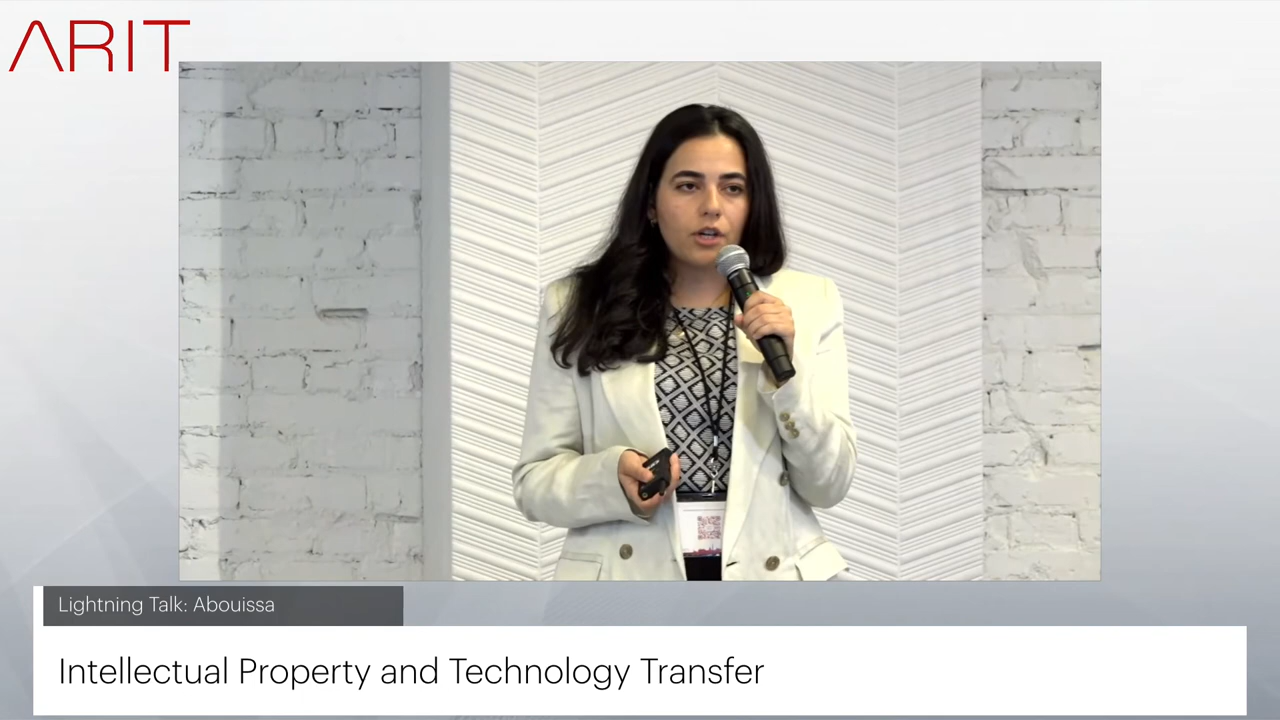 ARIT
Lightning Talk: Abouissa
Intellectual Property and Technology Transfer